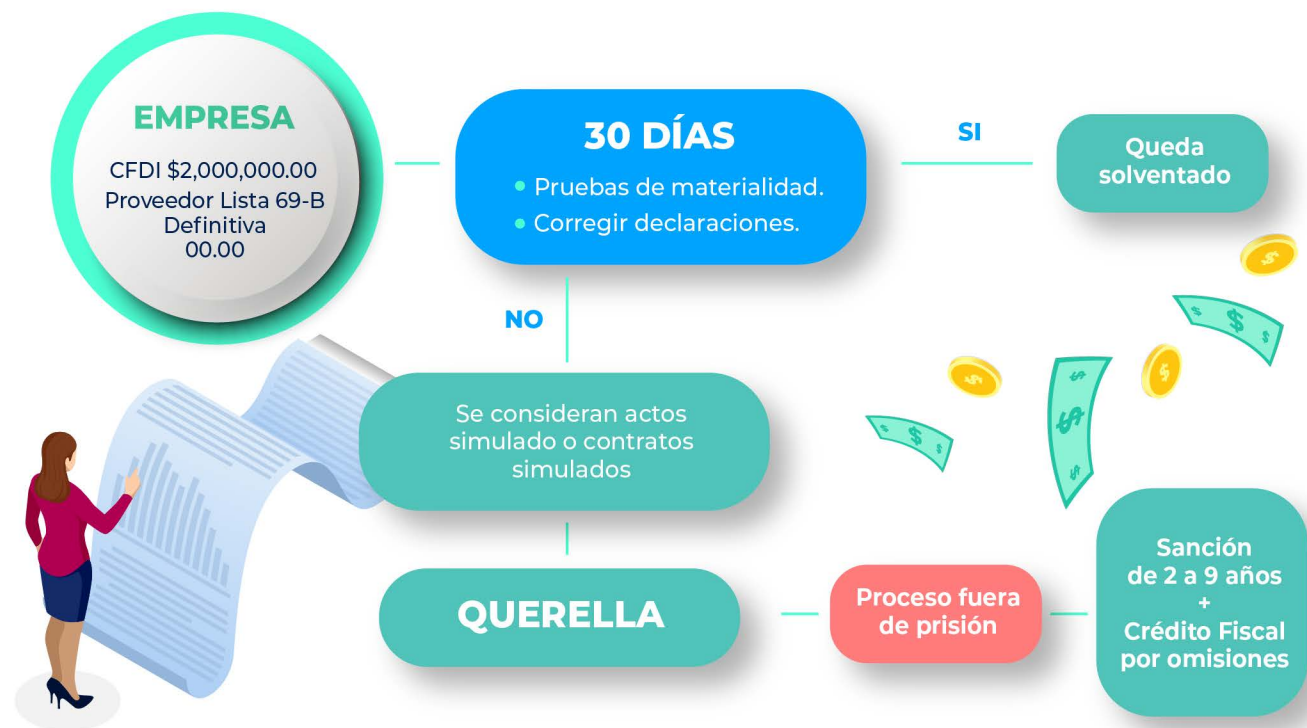 EMPRESA
CFDI $2,000,000.00
Proveedor Lista 69-B
Definitiva
00.00
30 DÍAS
• Pruebas de materialidad.
• Corregir declaraciones.
SI
Queda
solventado
NO
Se consideran actos
simulado o contratos
simulados
QUERELLA
Proceso fuera
de prisión
Sanción
de 2 a 9 años
+
Crédito Fiscal
por omisiones
$
$
$
$
$
$
$
$
$
$
$
$